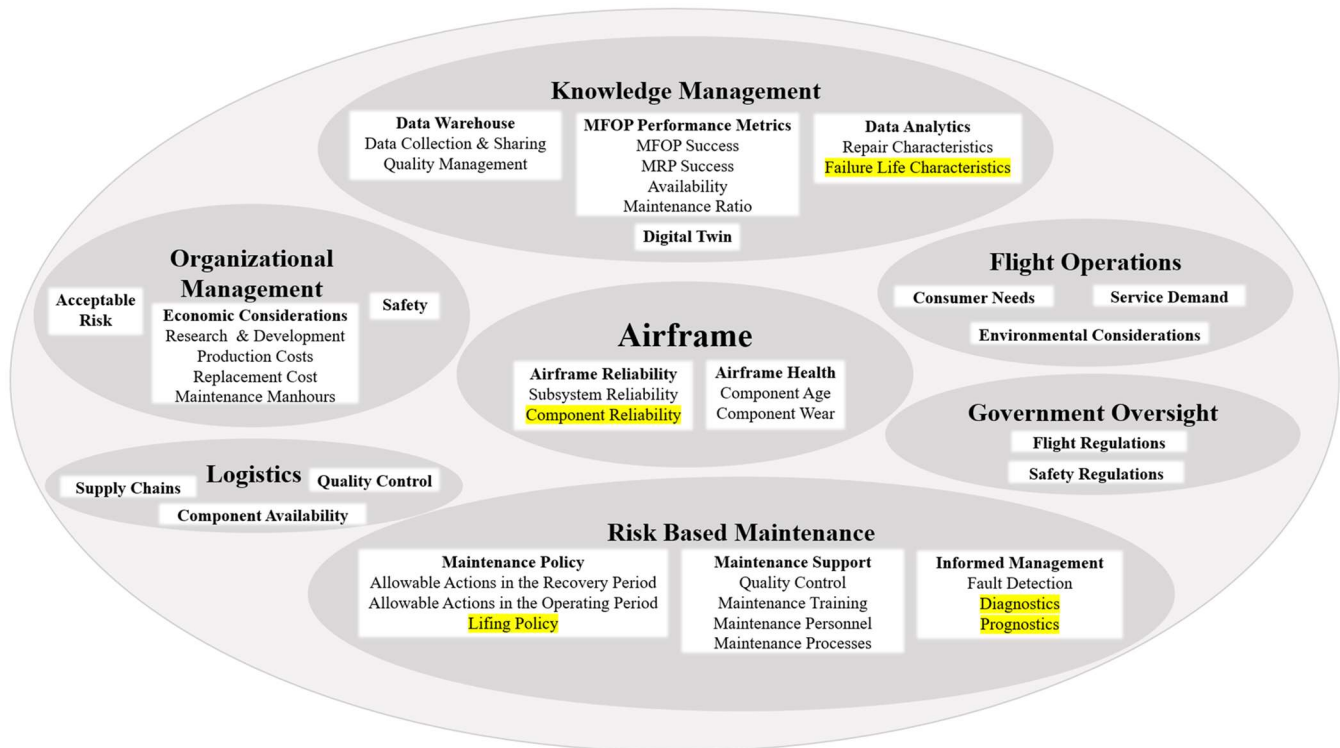 Knowledge Management
Data Warehouse
Data Collection & Sharing
Quality Management
MFOP Performance Metrics
MFOP Success
MRP Success
Availability
Maintenance Ratio
Data Analytics
Repair Characteristics
Failure Life Characteristics
Digital Twin
Organizational
Management
Acceptable
Risk
Economic Considerations
Research & Development
Production Costs
Replacement Cost
Maintenance Manhours
Safety
Airframe
Airframe Reliability
Subsystem Reliability
Component Reliability
Airframe Health
Component Age
Component Wear
Flight Operations
Consumer Needs
Service Demand
Environmental Considerations
Government Oversight
Flight Regulations
Safety Regulations
Logistics
Supply Chains
Quality Control
Component Availability
Risk Based Maintenance
Maintenance Policy
Allowable Actions in the Recovery Period
Allowable Actions in the Operating Period
Lifing Policy
Maintenance Support
Quality Control
Maintenance Training
Maintenance Personnel
Maintenance Processes
Informed Management
Fault Detection
Diagnostics
Prognostics